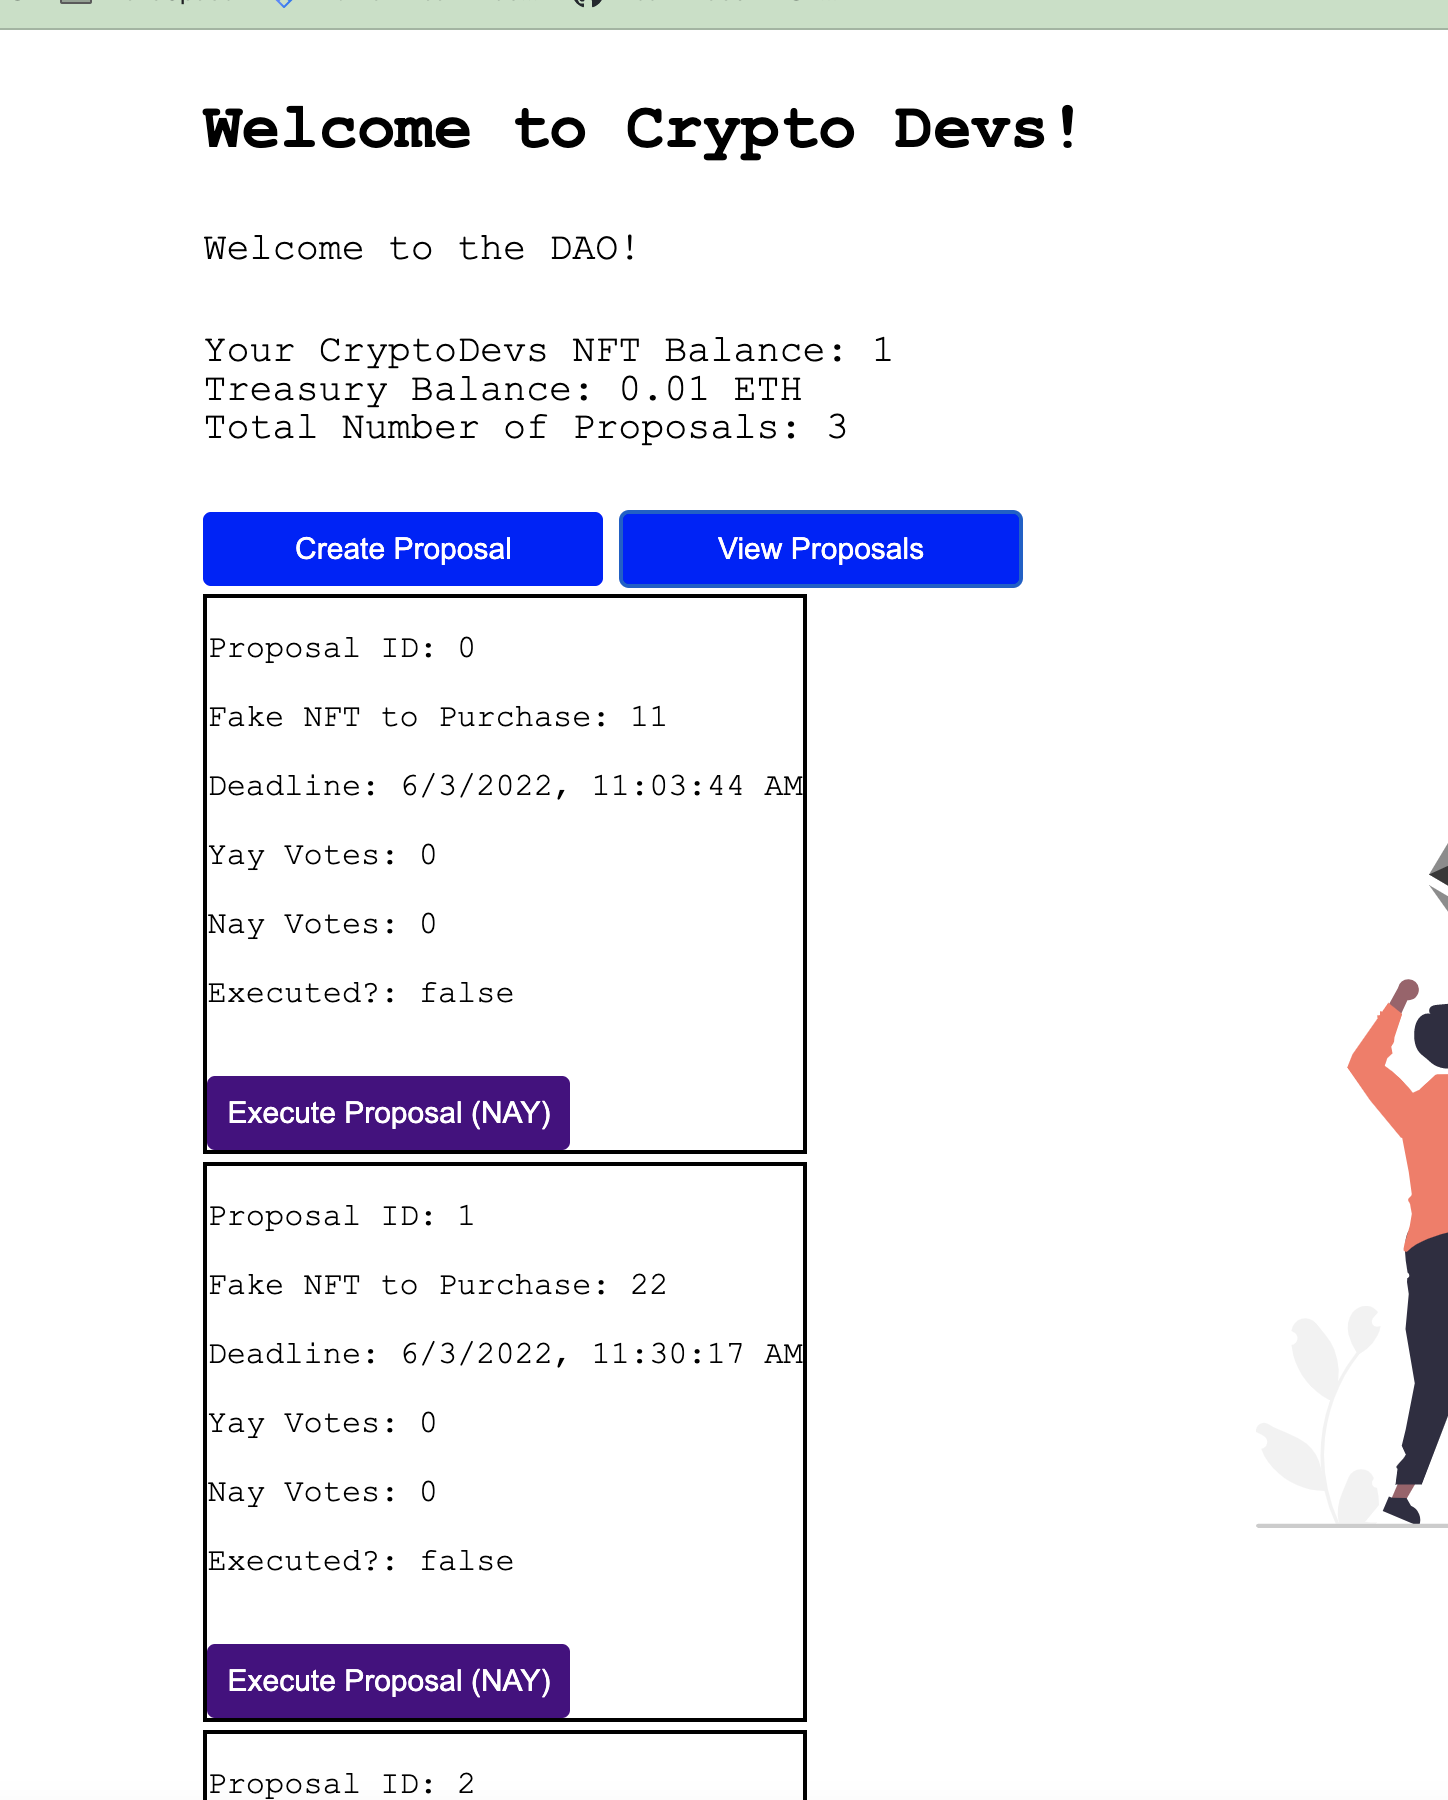 Welcome to Crypto Devs!
Welcome to the DAO!
Your CryptoDevs NFT Balance: 1
Treasury Balance: 0.01 ETH
Total Number of Proposals: 3
Create Proposal
View Proposals
Proposal ID: 0
Fake NFT to Purchase: 11
Deadline: 6/3/2022, 11:03:44 AM
Yay Votes: 0
Nay Votes: 0
Executed?: false
Execute Proposal (NAY)
Proposal ID: 1
Fake NFT to Purchase: 22
Deadline: 6/3/2022, 11:30:17 AM
Yay Votes: 0
Nay Votes: 0
Executed?: false
Execute Proposal (NAY)
Proposal ID: 2